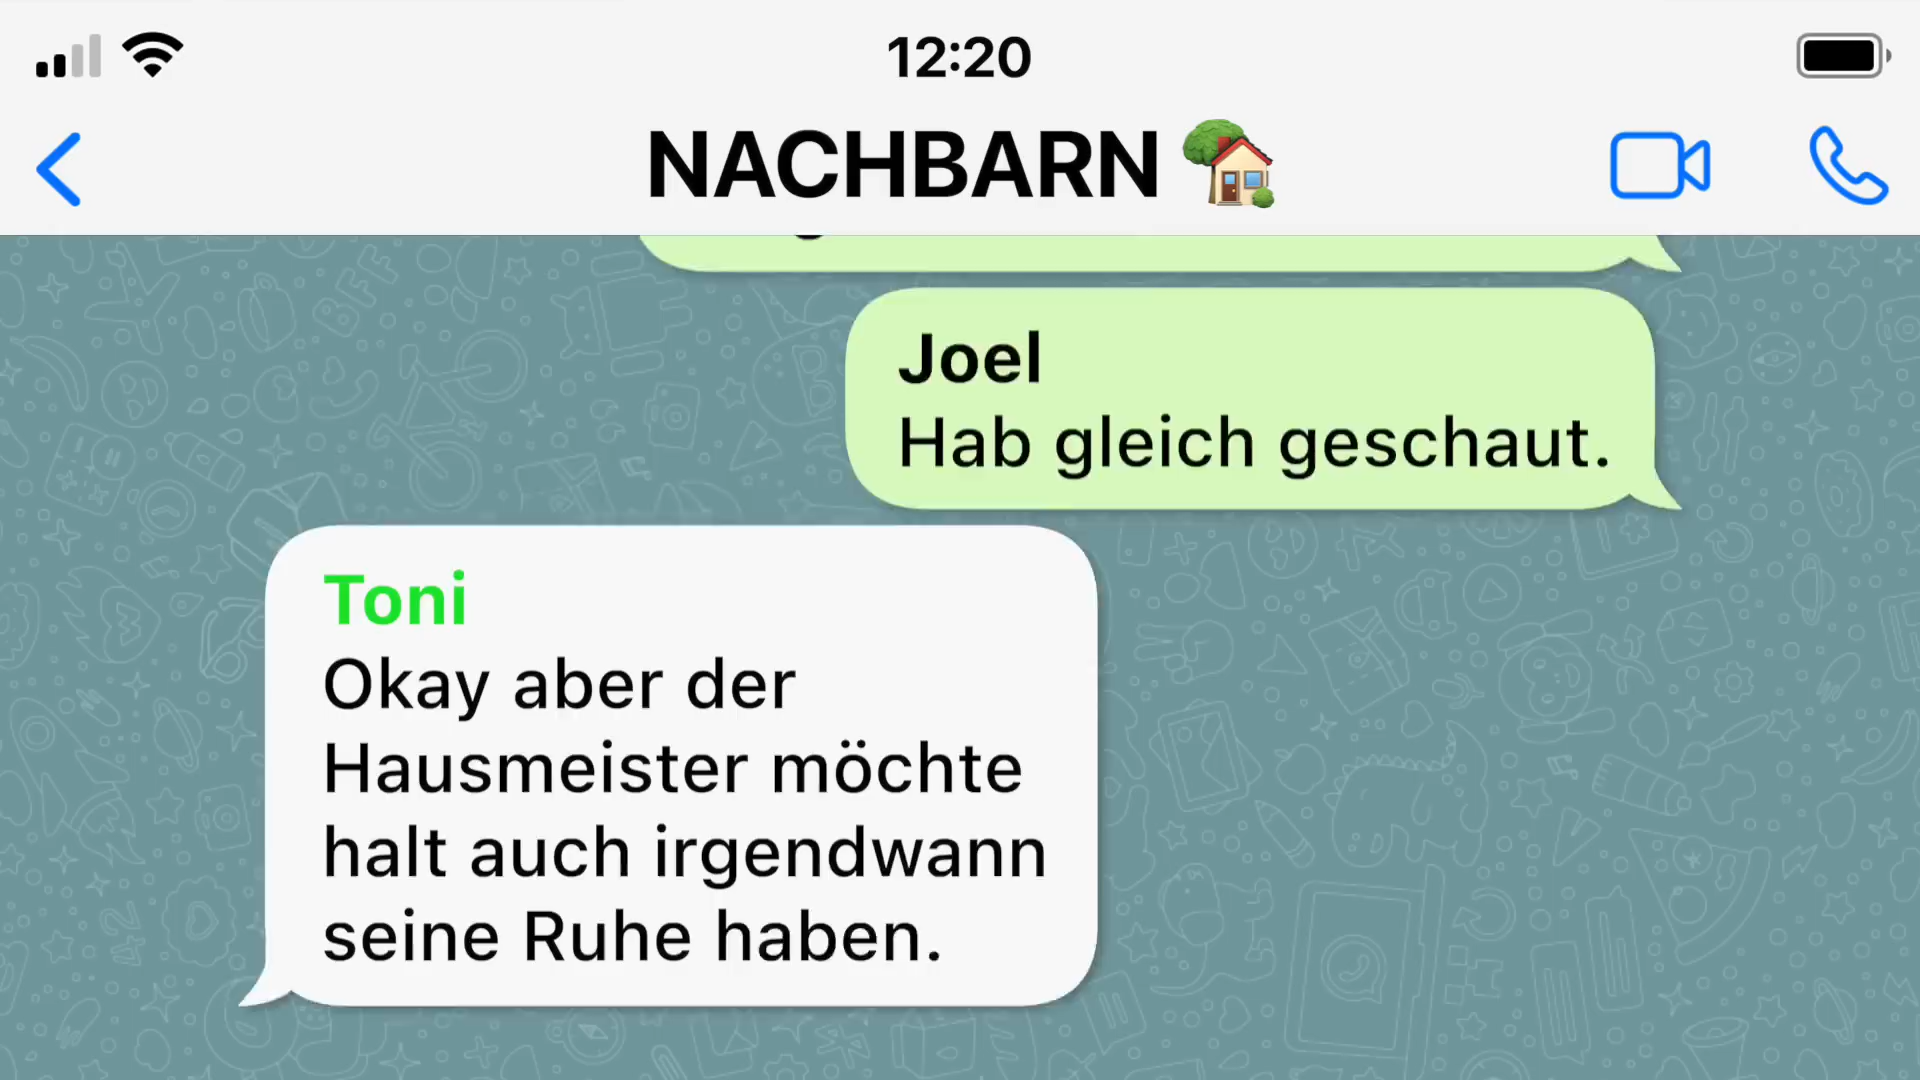 12:20
NACHBARN
Joel
Hab gleich geschaut.
Toni
Okay aber der
Hausmeister möchte
halt auch irgendwann
seine Ruhe haben.